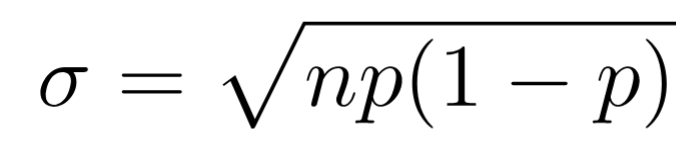 σ = √np(1 − p)